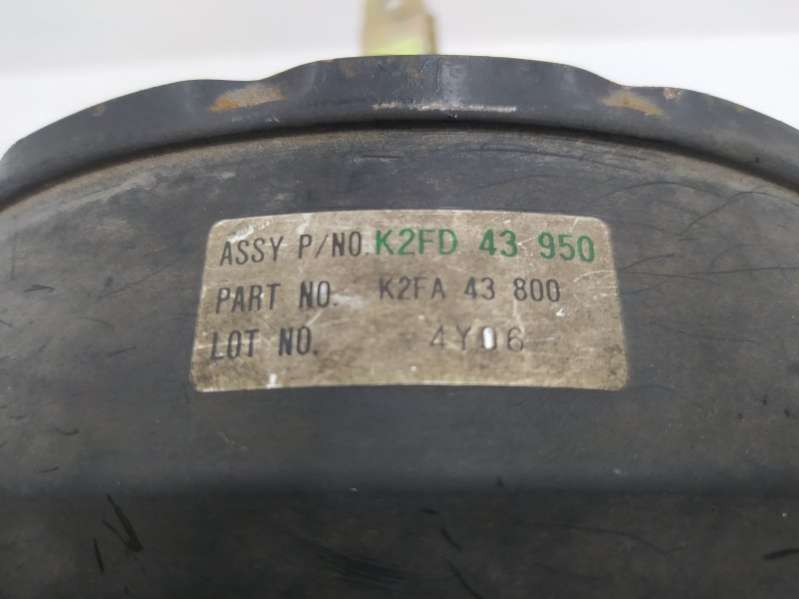 ASSY P/NO. K2FD 43 950
PART NO. K2FA 43 800
LOT NO. 4Y06